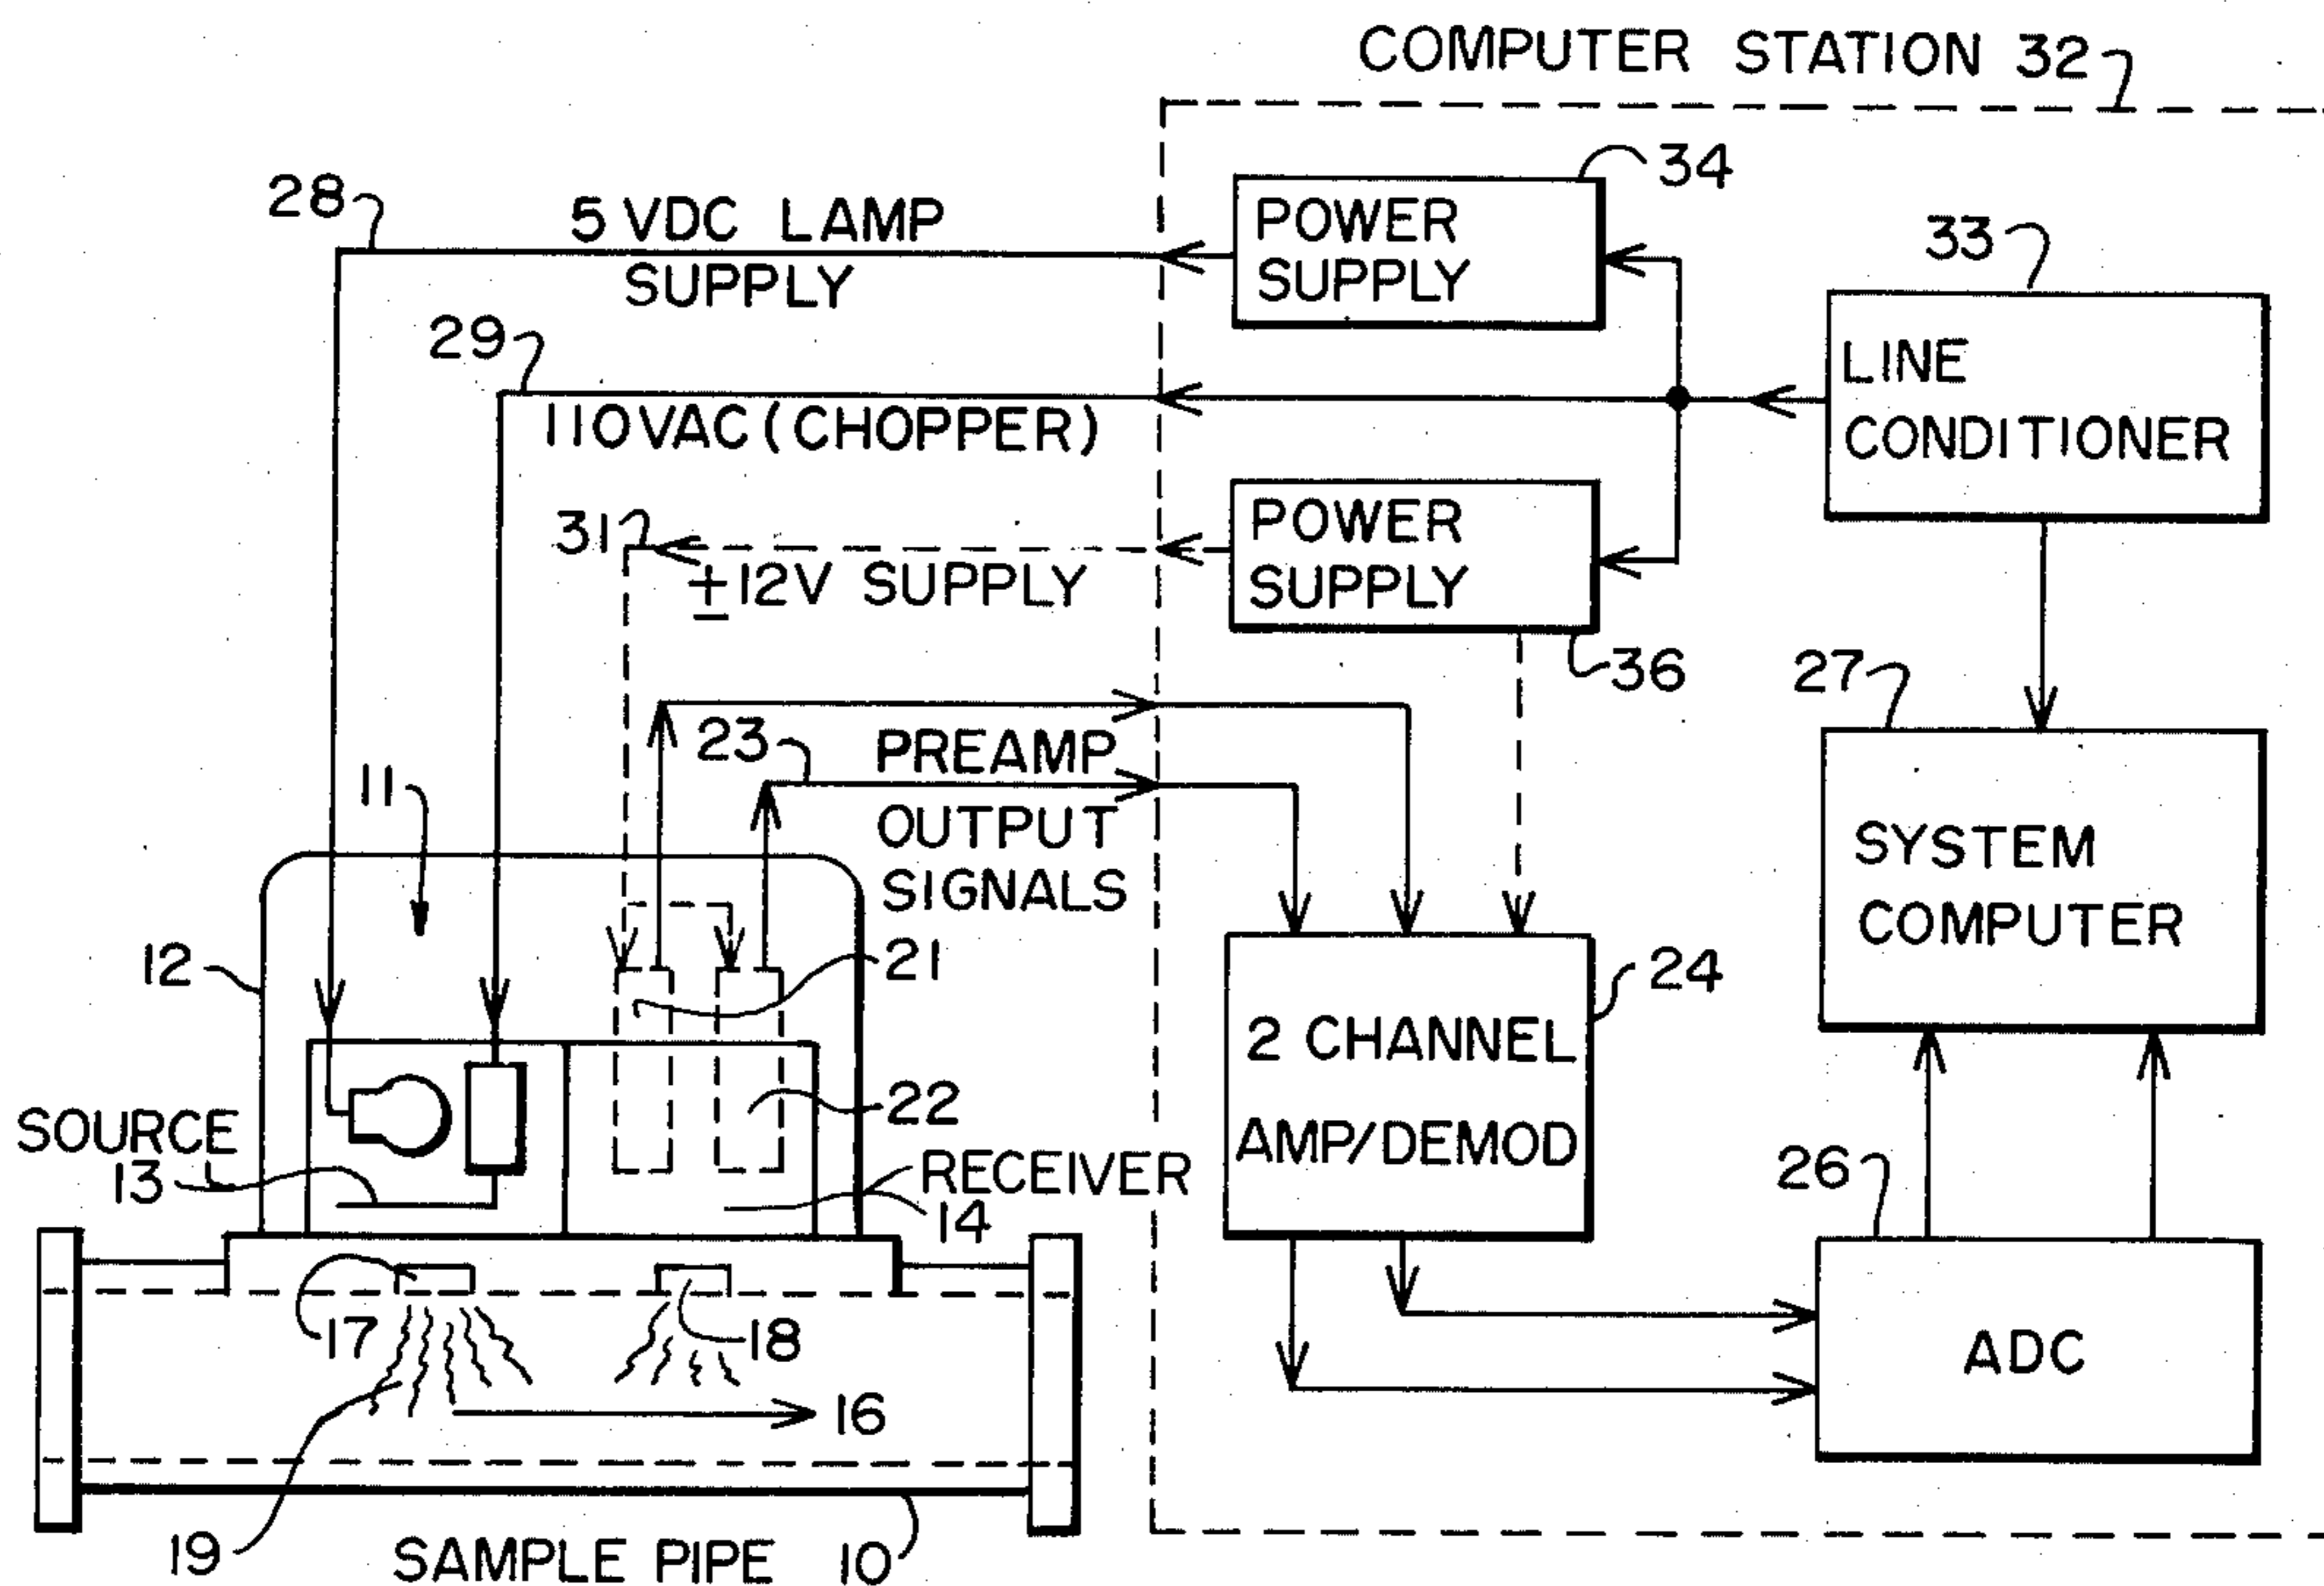 COMPUTER STATION 32
34
28
5 VDC LAMP
SUPPLY
POWER
SUPPLY
33
29
110VAC (CHOPPER)
LINE
CONDITIONER
31
±12V SUPPLY
POWER
SUPPLY
36
27
23
PREAMP
OUTPUT
SIGNALS
11
12
21
24
SYSTEM
COMPUTER
2 CHANNEL
AMP/DEMOD
22
SOURCE
13
RECEIVER
14
26
17
18
16
ADC
19
SAMPLE PIPE 10